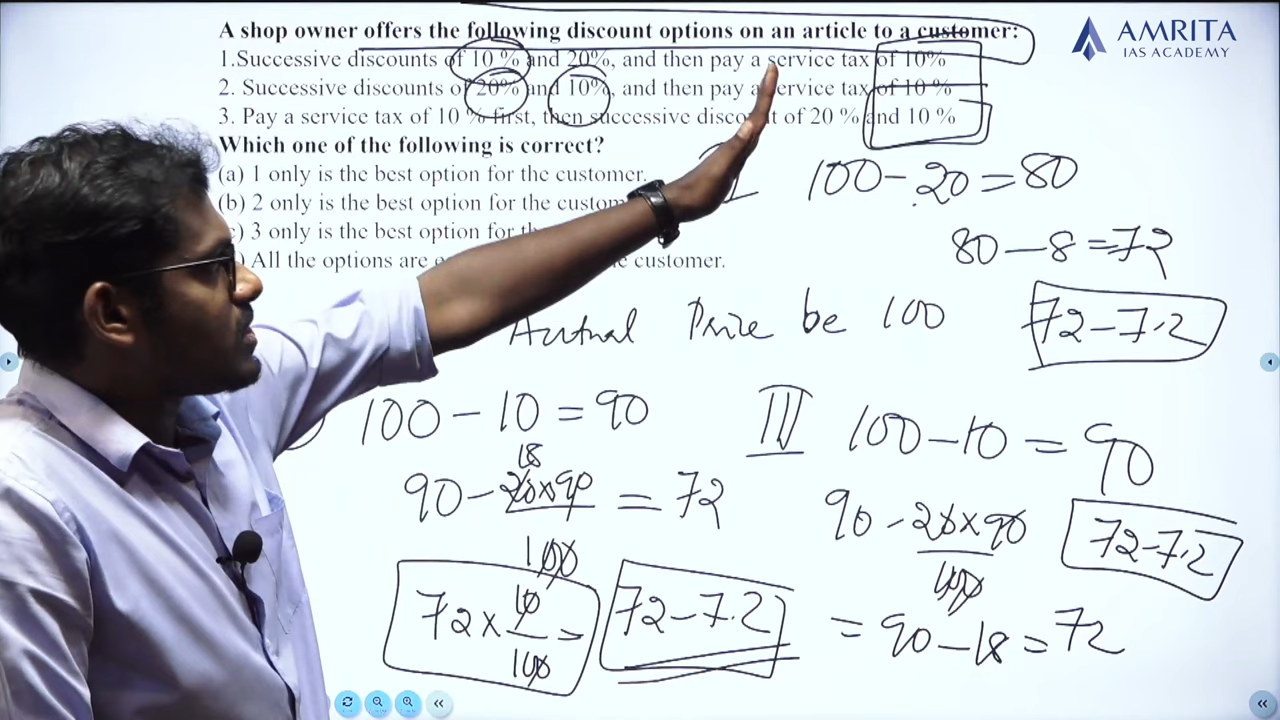 A shop owner offers the following discount options on an article to a customer:
1.Successive discounts of 10 % and 20%, and then pay a service tax of 10%
2. Successive discounts of 20% and 10%, and then pay a service tax of 10 %
3. Pay a service tax of 10 % first, then successive discount of 20 % and 10 %
Which one of the following is correct?
(a) 1 only is the best option for the customer.
(b) 2 only is the best option for the
3 only is the best option for
All the options are customer.
AMRITA
IAS ACADEMY
100-20=80
80-8=72
Actual Price be 100
72-7.2
100-10=90
18
90-20×90 = 72
100
72×10 = 72-7.2
100
III 100-10=90
90-20×90
100
72-7.2
=90-18=72